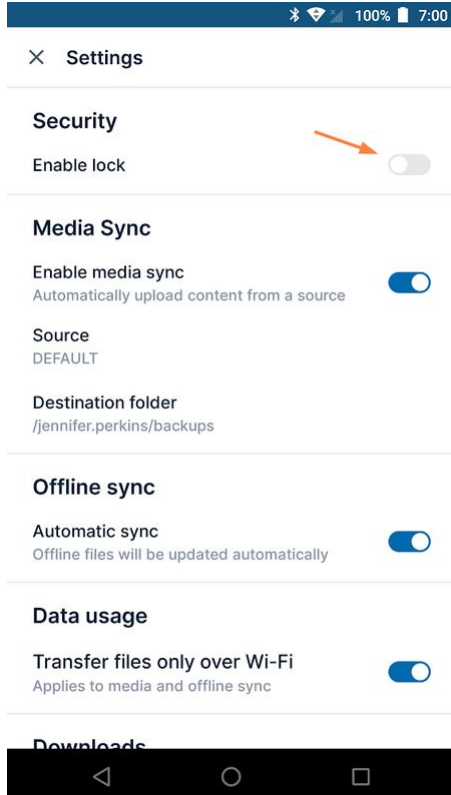 100% 7:00
Settings
Security
Enable lock
Media Sync
Enable media sync
Automatically upload content from a source
Source
DEFAULT
Destination folder
/jennifer.perkins/backups
Offline sync
Automatic sync
Offline files will be updated automatically
Data usage
Transfer files only over Wi-Fi
Applies to media and offline sync
Downloads